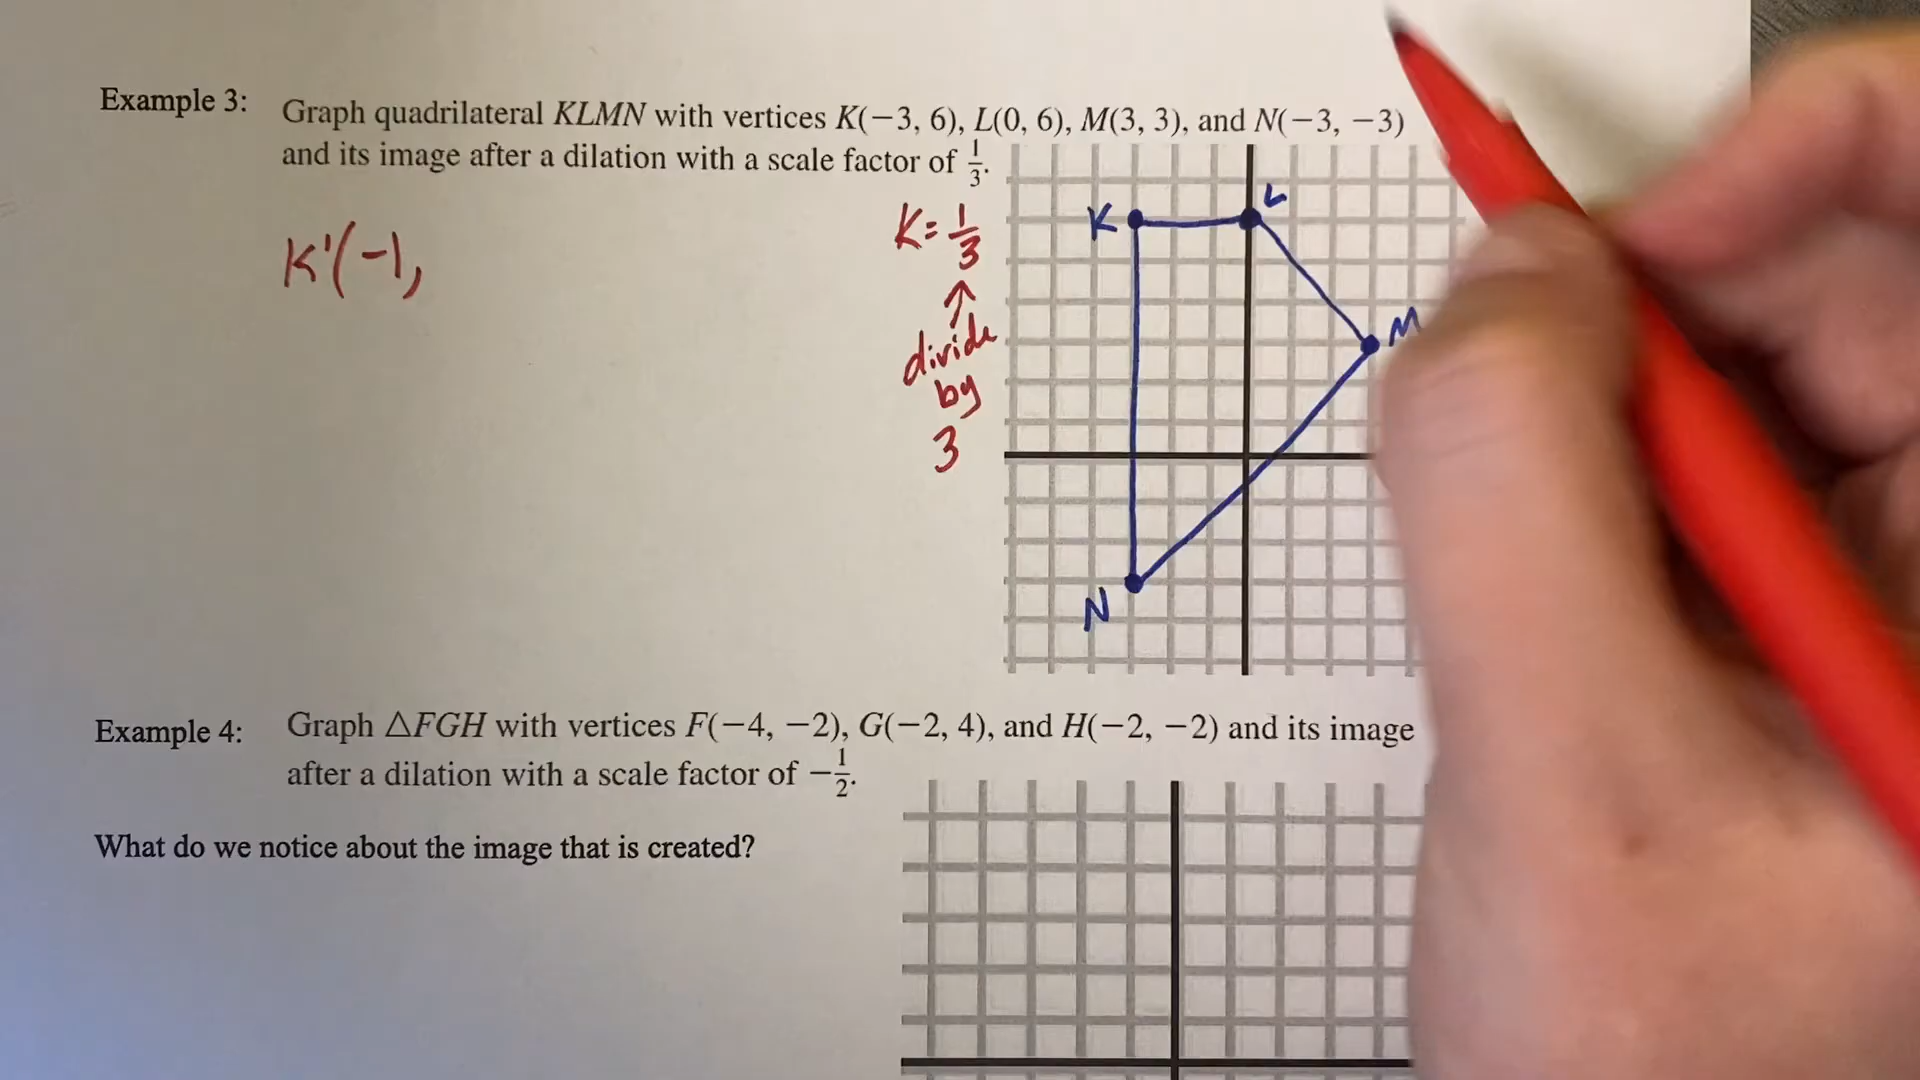 Example 3: Graph quadrilateral KLMN with vertices K(−3, 6), L(0, 6), M(3, 3), and N(−3, −3)
and its image after a dilation with a scale factor of 1/3.
K'(-1,
K = 1/3
↑
divide
by
3
K
L
M
N
Example 4: Graph △FGH with vertices F(−4, −2), G(−2, 4), and H(−2, −2) and its image
after a dilation with a scale factor of −1/2.
What do we notice about the image that is created?